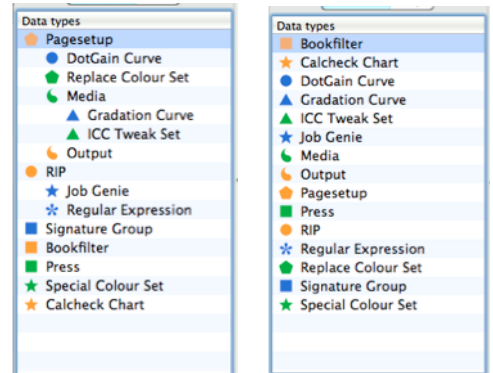 Data types
Pagesetup
DotGain Curve
Replace Colour Set
Media
Gradation Curve
ICC Tweak Set
Output
RIP
Job Genie
Regular Expression
Signature Group
Bookfilter
Press
Special Colour Set
Calcheck Chart
Data types
Bookfilter
Calcheck Chart
DotGain Curve
Gradation Curve
ICC Tweak Set
Job Genie
Media
Output
Pagesetup
Press
RIP
Regular Expression
Replace Colour Set
Signature Group
Special Colour Set